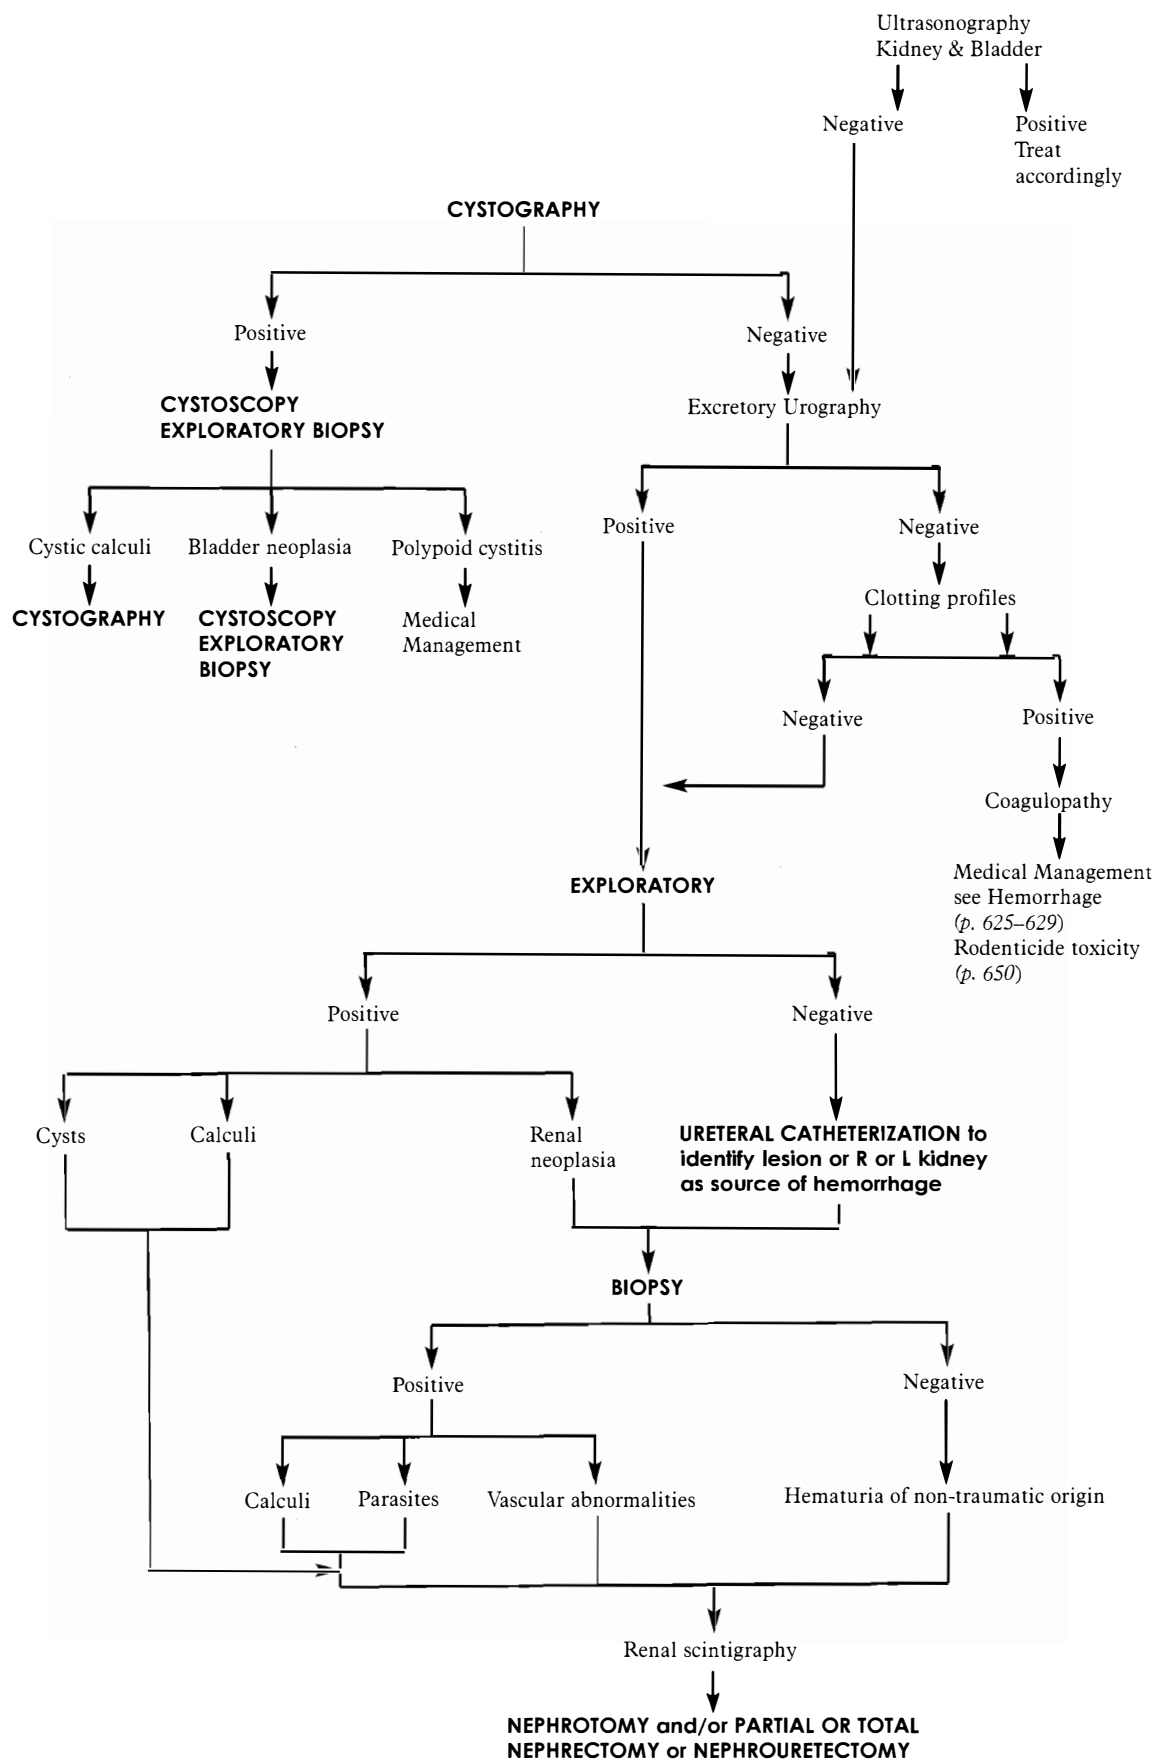 Ultrasonography
Kidney & Bladder
Negative
Positive
Treat
accordingly
CYSTOGRAPHY
Positive
Negative
CYSTOSCOPY
EXPLORATORY BIOPSY
Excretory Urography
Cystic calculi
Bladder neoplasia
Polypoid cystitis
CYSTOGRAPHY
CYSTOSCOPY
EXPLORATORY
BIOPSY
Medical
Management
Positive
Negative
Clotting profiles
Negative
Positive
Coagulopathy
Medical Management
see Hemorrhage
(p. 625–629)
Rodenticide toxicity
(p. 650)
EXPLORATORY
Positive
Negative
Cysts
Calculi
Renal
neoplasia
URETERAL CATHETERIZATION to
identify lesion or R or L kidney
as source of hemorrhage
BIOPSY
Positive
Negative
Calculi
Parasites
Vascular abnormalities
Hematuria of non-traumatic origin
Renal scintigraphy
NEPHROTOMY and/or PARTIAL OR TOTAL
NEPHRECTOMY or NEPHROURETECTOMY